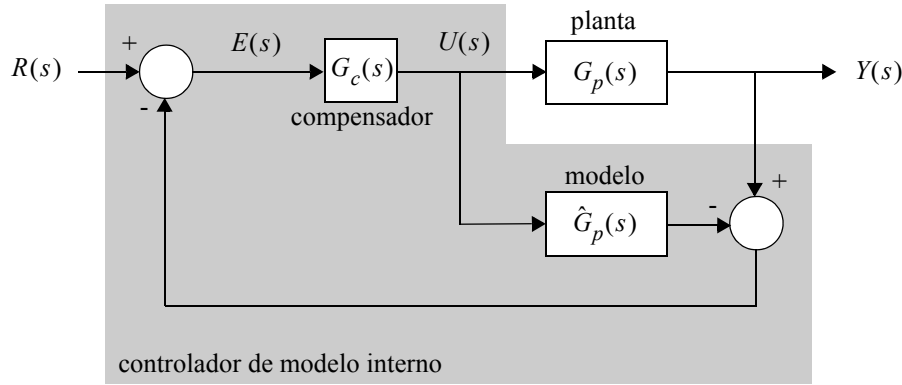 planta
+
E(s)
U(s)
R(s)
G_c(s)
G_p(s)
Y(s)
-
compensador
modelo
+
-
Ĝ_p(s)
controlador de modelo interno